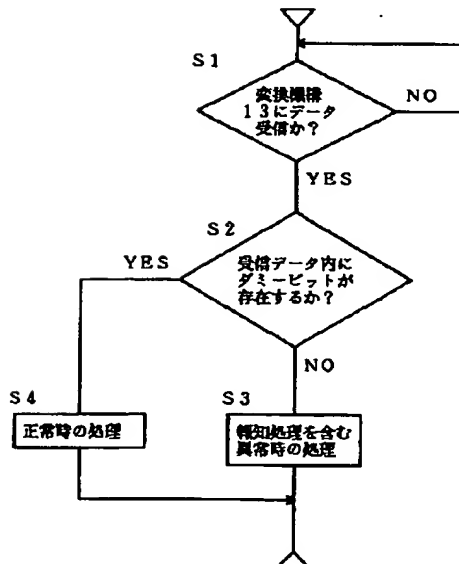 S1
変換機構
13にデータ
受信か?
NO
YES
S2
受信データ内に
ダミービットが
存在するか?
YES
NO
S4
正常時の処理
S3
報知処理を含む
異常時の処理